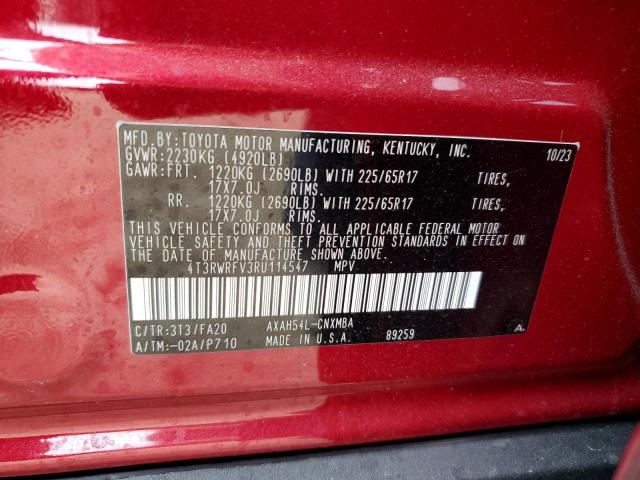 MFD.BY:TOYOTA MOTOR MANUFACTURING, KENTUCKY, INC. 10/23
GVWR:2230KG (4920LB)
GAWR:FRT. 1220KG (2690LB) WITH 225/65R17 TIRES,
17X7.0J RIMS.
RR. 1220KG (2690LB) WITH 225/65R17 TIRES,
17X7.0J RIMS.
THIS VEHICLE CONFORMS TO ALL APPLICABLE FEDERAL MOTOR
VEHICLE SAFETY AND THEFT PREVENTION STANDARDS IN EFFECT
ON THE DATE OF MANUFACTURE SHOWN ABOVE.
4T3RWRFV3RU114547 MPV
C/TR:3T3/FA20 AXAH54L-CNXMBA
A/TM:-02A/P710 MADE IN U.S.A. 89259 A.